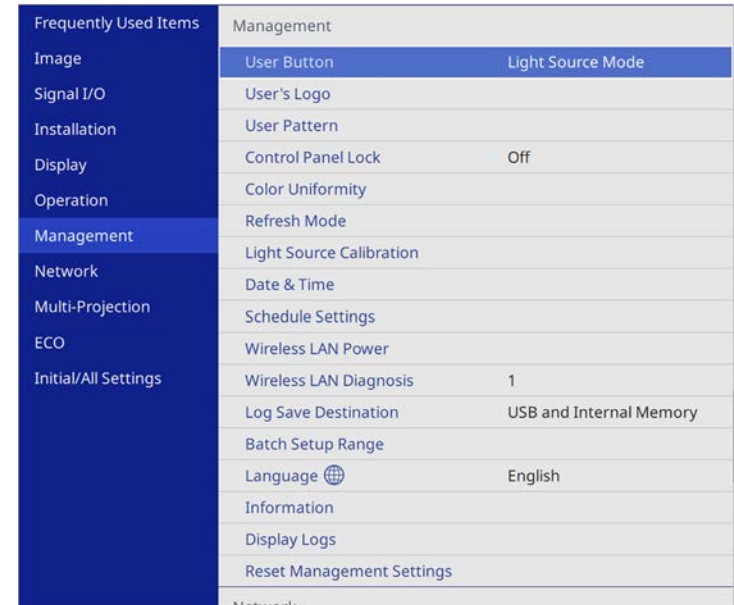 Frequently Used Items
Image
Signal I/O
Installation
Display
Operation
Management
Network
Multi-Projection
ECO
Initial/All Settings
Management
User Button Light Source Mode
User's Logo
User Pattern
Control Panel Lock Off
Color Uniformity
Refresh Mode
Light Source Calibration
Date & Time
Schedule Settings
Wireless LAN Power
Wireless LAN Diagnosis 1
Log Save Destination USB and Internal Memory
Batch Setup Range
Language English
Information
Display Logs
Reset Management Settings
Network